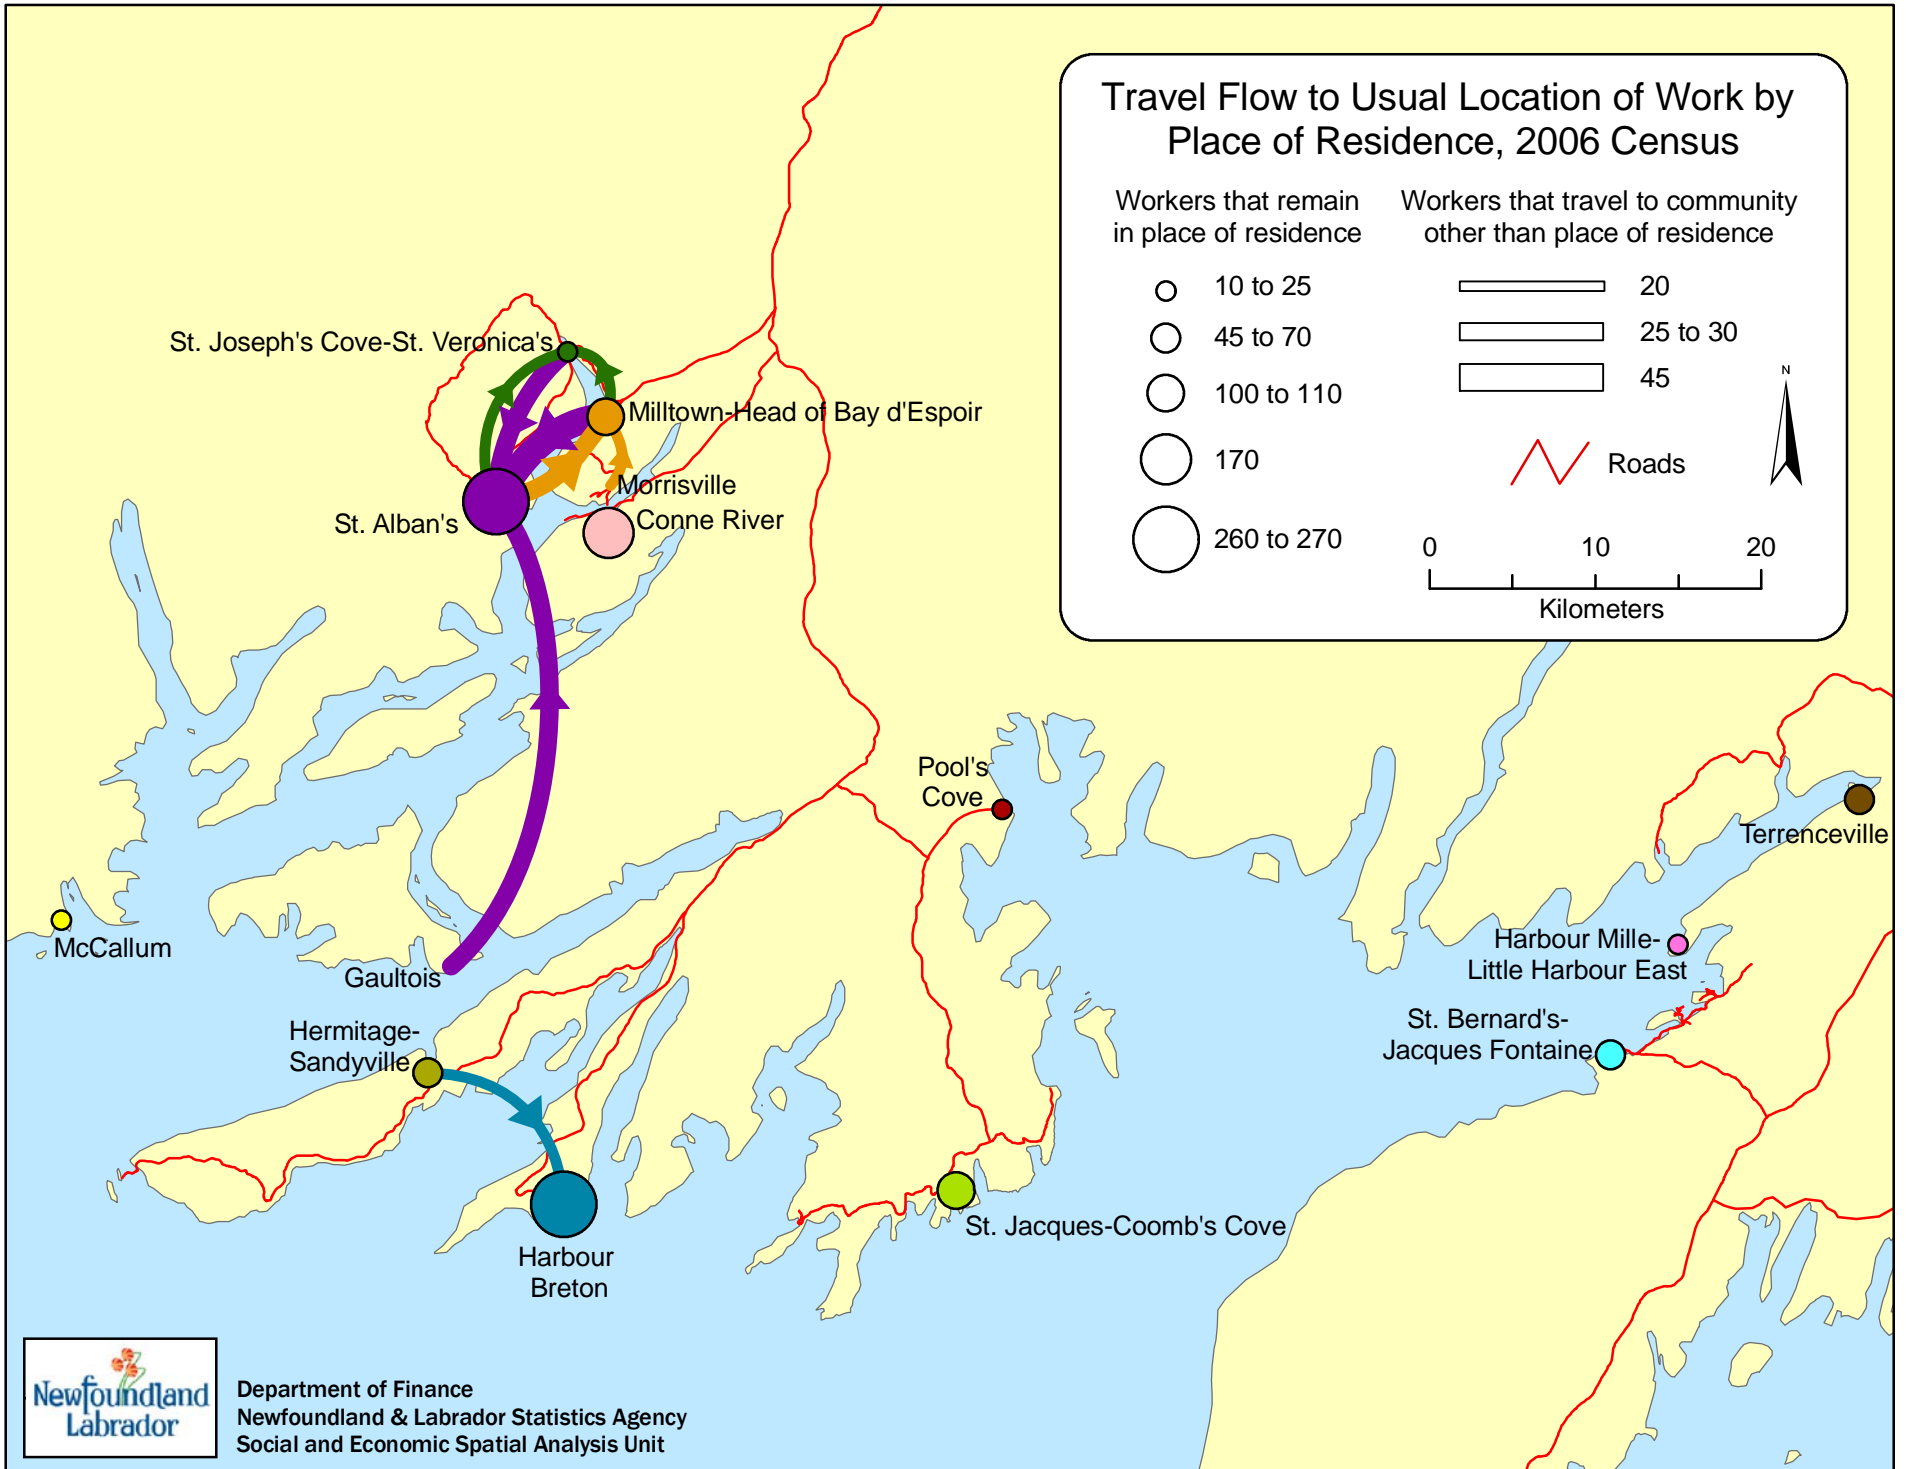 Travel Flow to Usual Location of Work by
Place of Residence, 2006 Census
Workers that remain
in place of residence
10 to 25
45 to 70
100 to 110
170
260 to 270
Workers that travel to community
other than place of residence
20
25 to 30
45
Roads
N
0 10 20
Kilometers
St. Joseph's Cove-St. Veronica's
Milltown-Head of Bay d'Espoir
Morrisville
Conne River
St. Alban's
Pool's
Cove
Terrenceville
McCallum
Gaultois
Harbour Mille-
Little Harbour East
Hermitage-
Sandyville
St. Bernard's-
Jacques Fontaine
St. Jacques-Coomb's Cove
Harbour
Breton
Newfoundland
Labrador
Department of Finance
Newfoundland & Labrador Statistics Agency
Social and Economic Spatial Analysis Unit